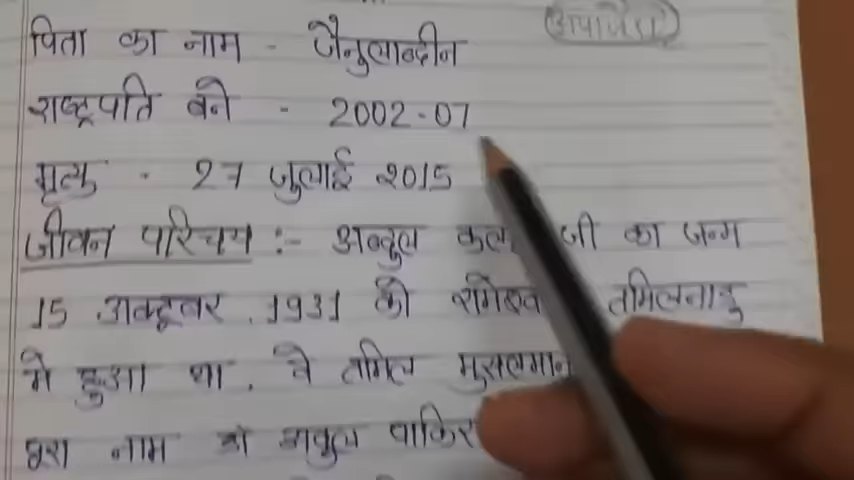 पिता का नाम - जैनुलाब्दीन
राष्ट्रपति बने - 2002-07
मृत्यु - 27 जुलाई 2015
जीवन परिचय :- अब्दुल जी का जन्म
15 अक्टूबर 1931 को तमिलनाडु
मे हुआ था. वे तमिल मुसलमान
पूरा नाम अबुल पाकिर